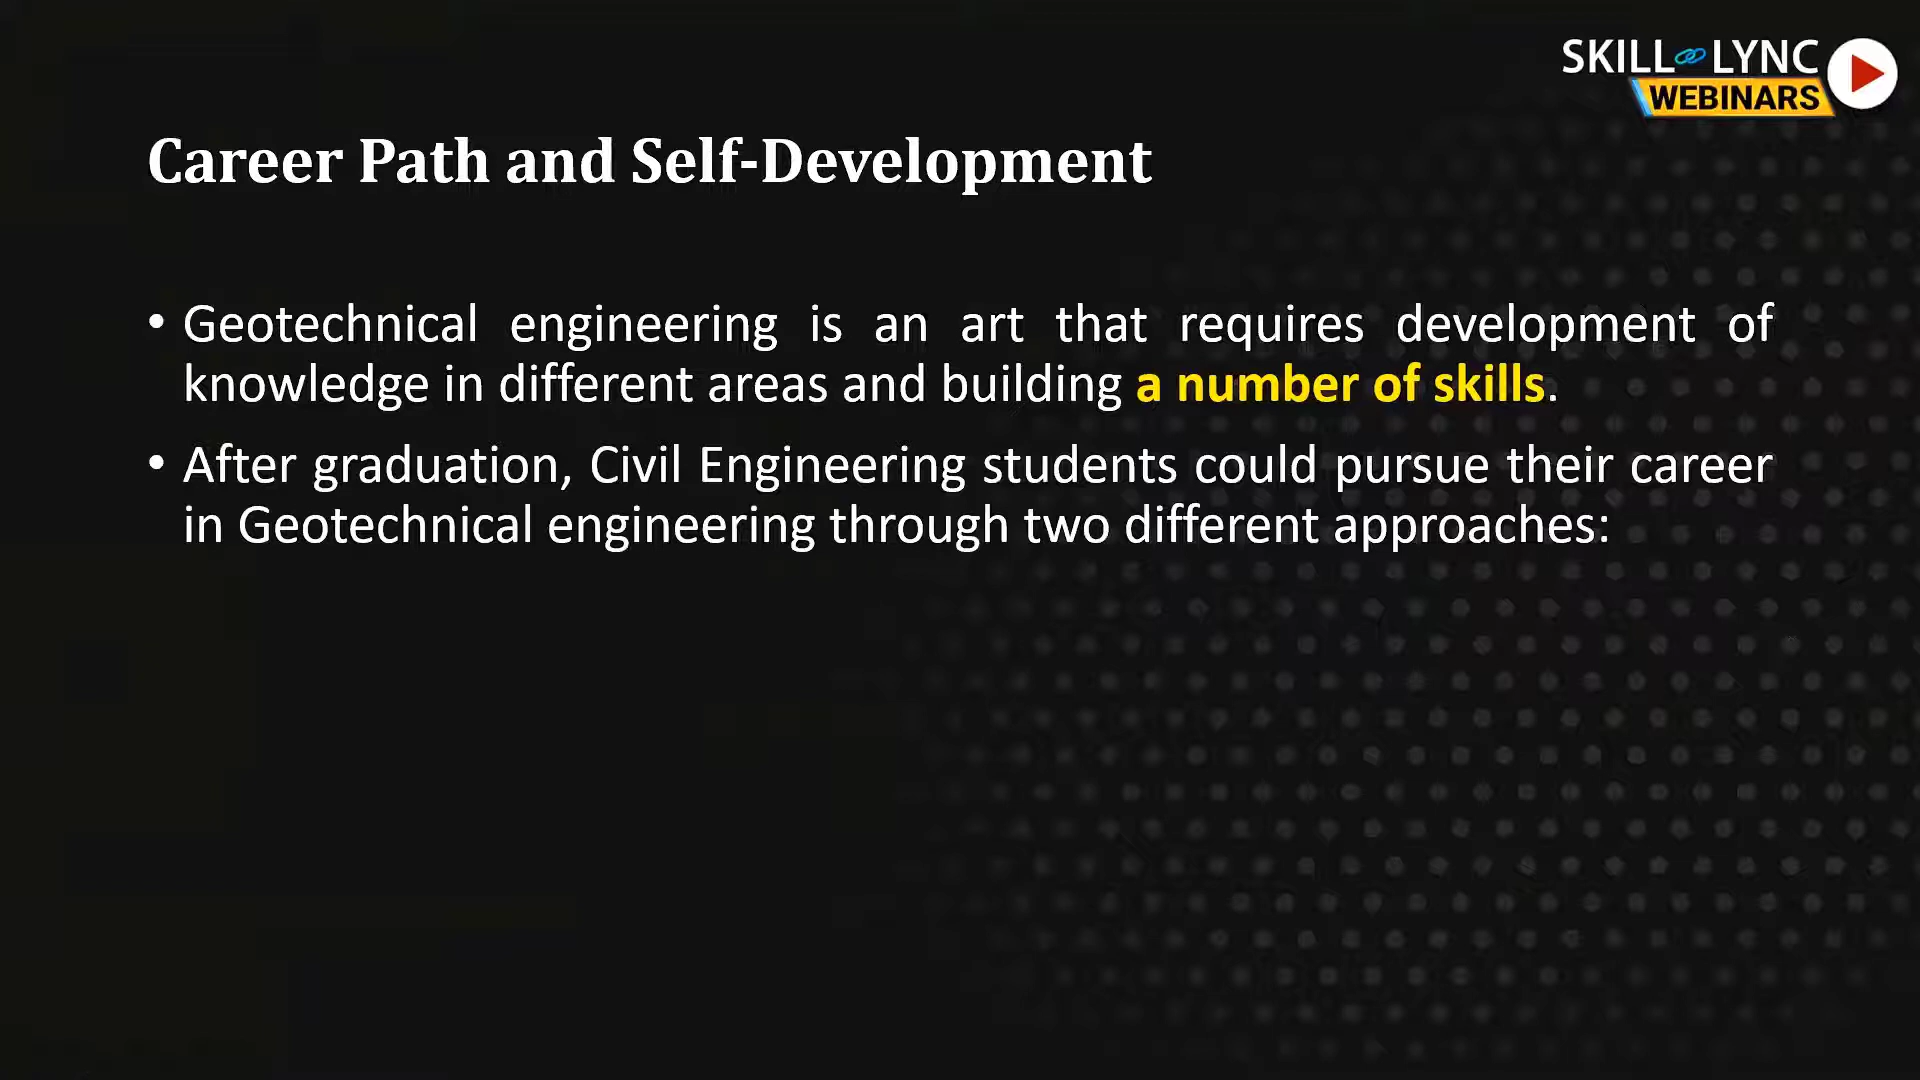 SKILL LYNC
WEBINARS
Career Path and Self-Development
• Geotechnical engineering is an art that requires development of
knowledge in different areas and building a number of skills.
• After graduation, Civil Engineering students could pursue their career
in Geotechnical engineering through two different approaches: